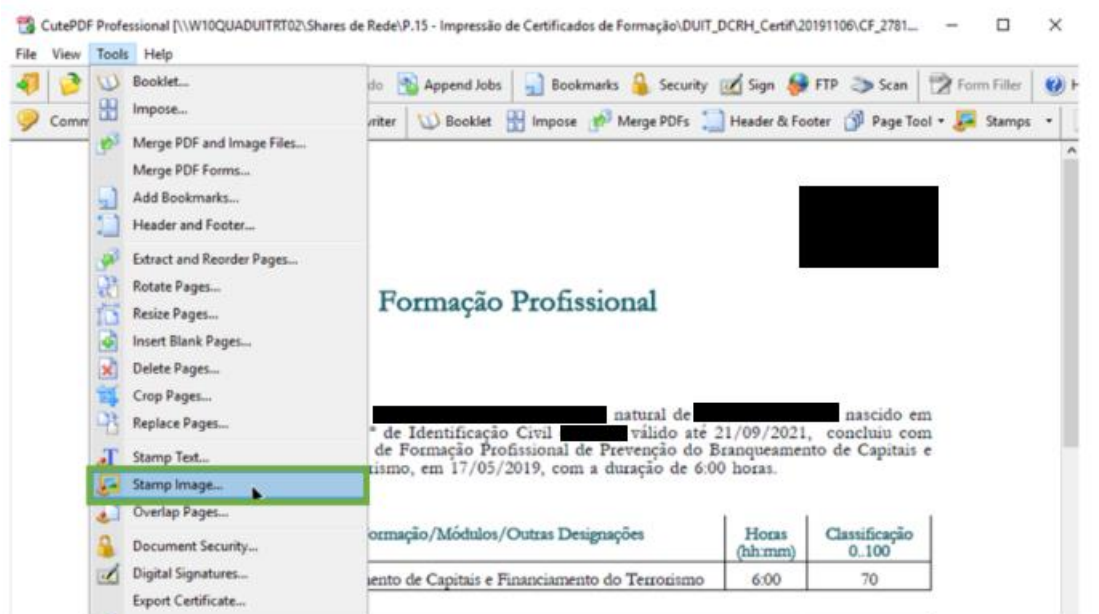 CutePDF Professional [\\W10QUADUITRT02\Shares de Rede\P.15 - Impressão de Certificados de Formação\DUIT_DCRH_Certif\20191106\CF_2781...
File View Tools Help
Append Jobs Bookmarks Security Sign FTP Scan Form Filler
Booklet Impose Merge PDFs Header & Footer Page Tool Stamps
Booklet...
Impose...
Merge PDF and Image Files...
Merge PDF Forms...
Add Bookmarks...
Header and Footer...
Extract and Reorder Pages...
Rotate Pages...
Resize Pages...
Insert Blank Pages...
Delete Pages...
Crop Pages...
Replace Pages...
Stamp Text...
Stamp Image...
Overlap Pages...
Document Security...
Digital Signatures...
Export Certificate...
Formação Profissional
natural de nascido em
de Identificação Civil válido até 21/09/2021, concluiu com
de Formação Profissional de Prevenção do Branqueamento de Capitais e
em 17/05/2019, com a duração de 6:00 horas.
/Módulos/Outras Designações Horas (hh:mm) Classificação 0..100
de Capitais e Financiamento do Terrorismo 6:00 70